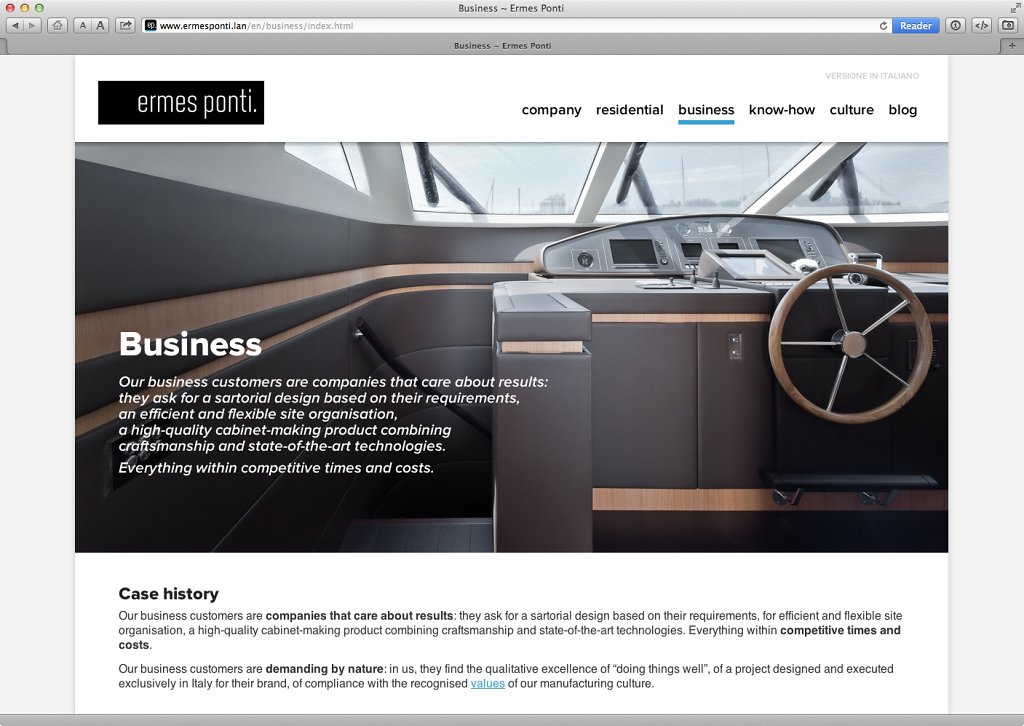 Business ~ Ermes Ponti
A A
ep. www.ermesponti.lan/en/business/index.html
Reader
Business ~ Ermes Ponti
VERSIONE IN ITALIANO
ermes ponti.
company residential business know-how culture blog
Business
Our business customers are companies that care about results:
they ask for a sartorial design based on their requirements,
an efficient and flexible site organisation,
a high-quality cabinet-making product combining
craftsmanship and state-of-the-art technologies.
Everything within competitive times and costs.
Case history
Our business customers are companies that care about results: they ask for a sartorial design based on their requirements, for efficient and flexible site
organisation, a high-quality cabinet-making product combining craftsmanship and state-of-the-art technologies. Everything within competitive times and
costs.
Our business customers are demanding by nature: in us, they find the qualitative excellence of “doing things well”, of a project designed and executed
exclusively in Italy for their brand, of compliance with the recognised values of our manufacturing culture.